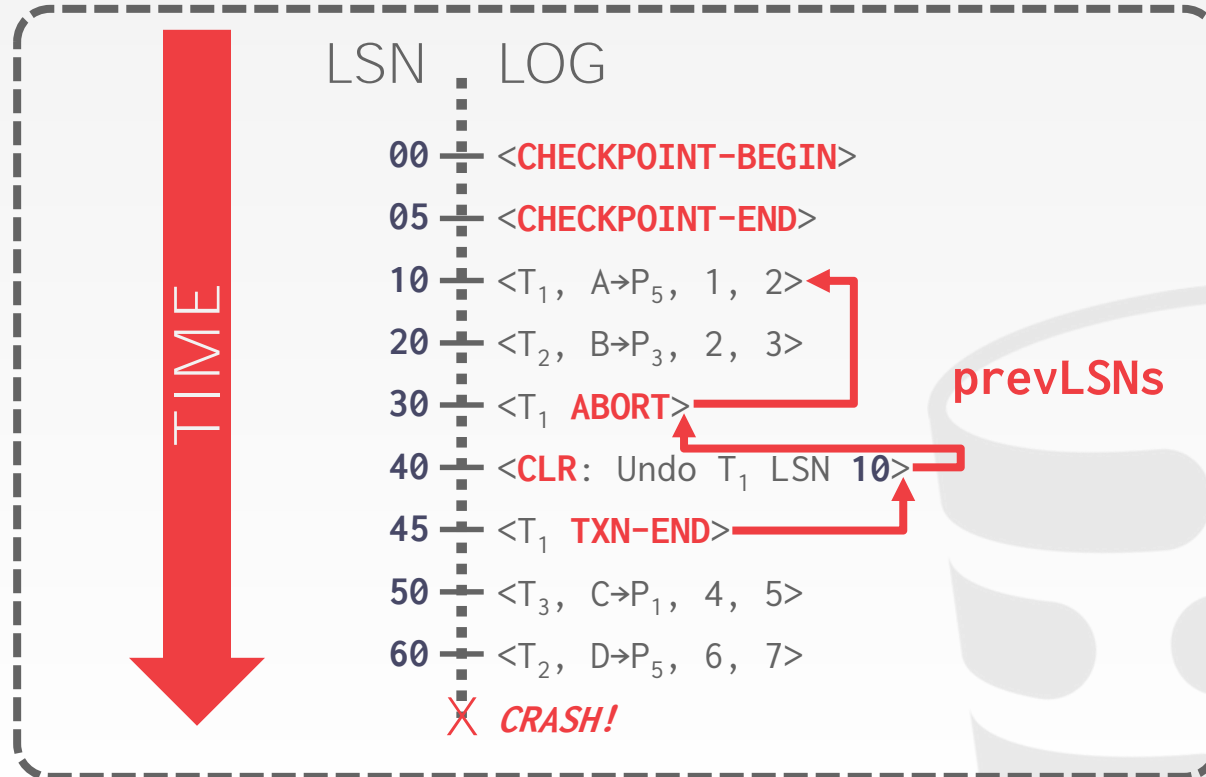 TIME
LSN LOG
00 <CHECKPOINT-BEGIN>
05 <CHECKPOINT-END>
10 <T₁, A→P₅, 1, 2>
20 <T₂, B→P₃, 2, 3>
prevLSNs
30 <T₁ ABORT>
40 <CLR: Undo T₁ LSN 10>
45 <T₁ TXN-END>
50 <T₃, C→P₁, 4, 5>
60 <T₂, D→P₅, 6, 7>
X CRASH!